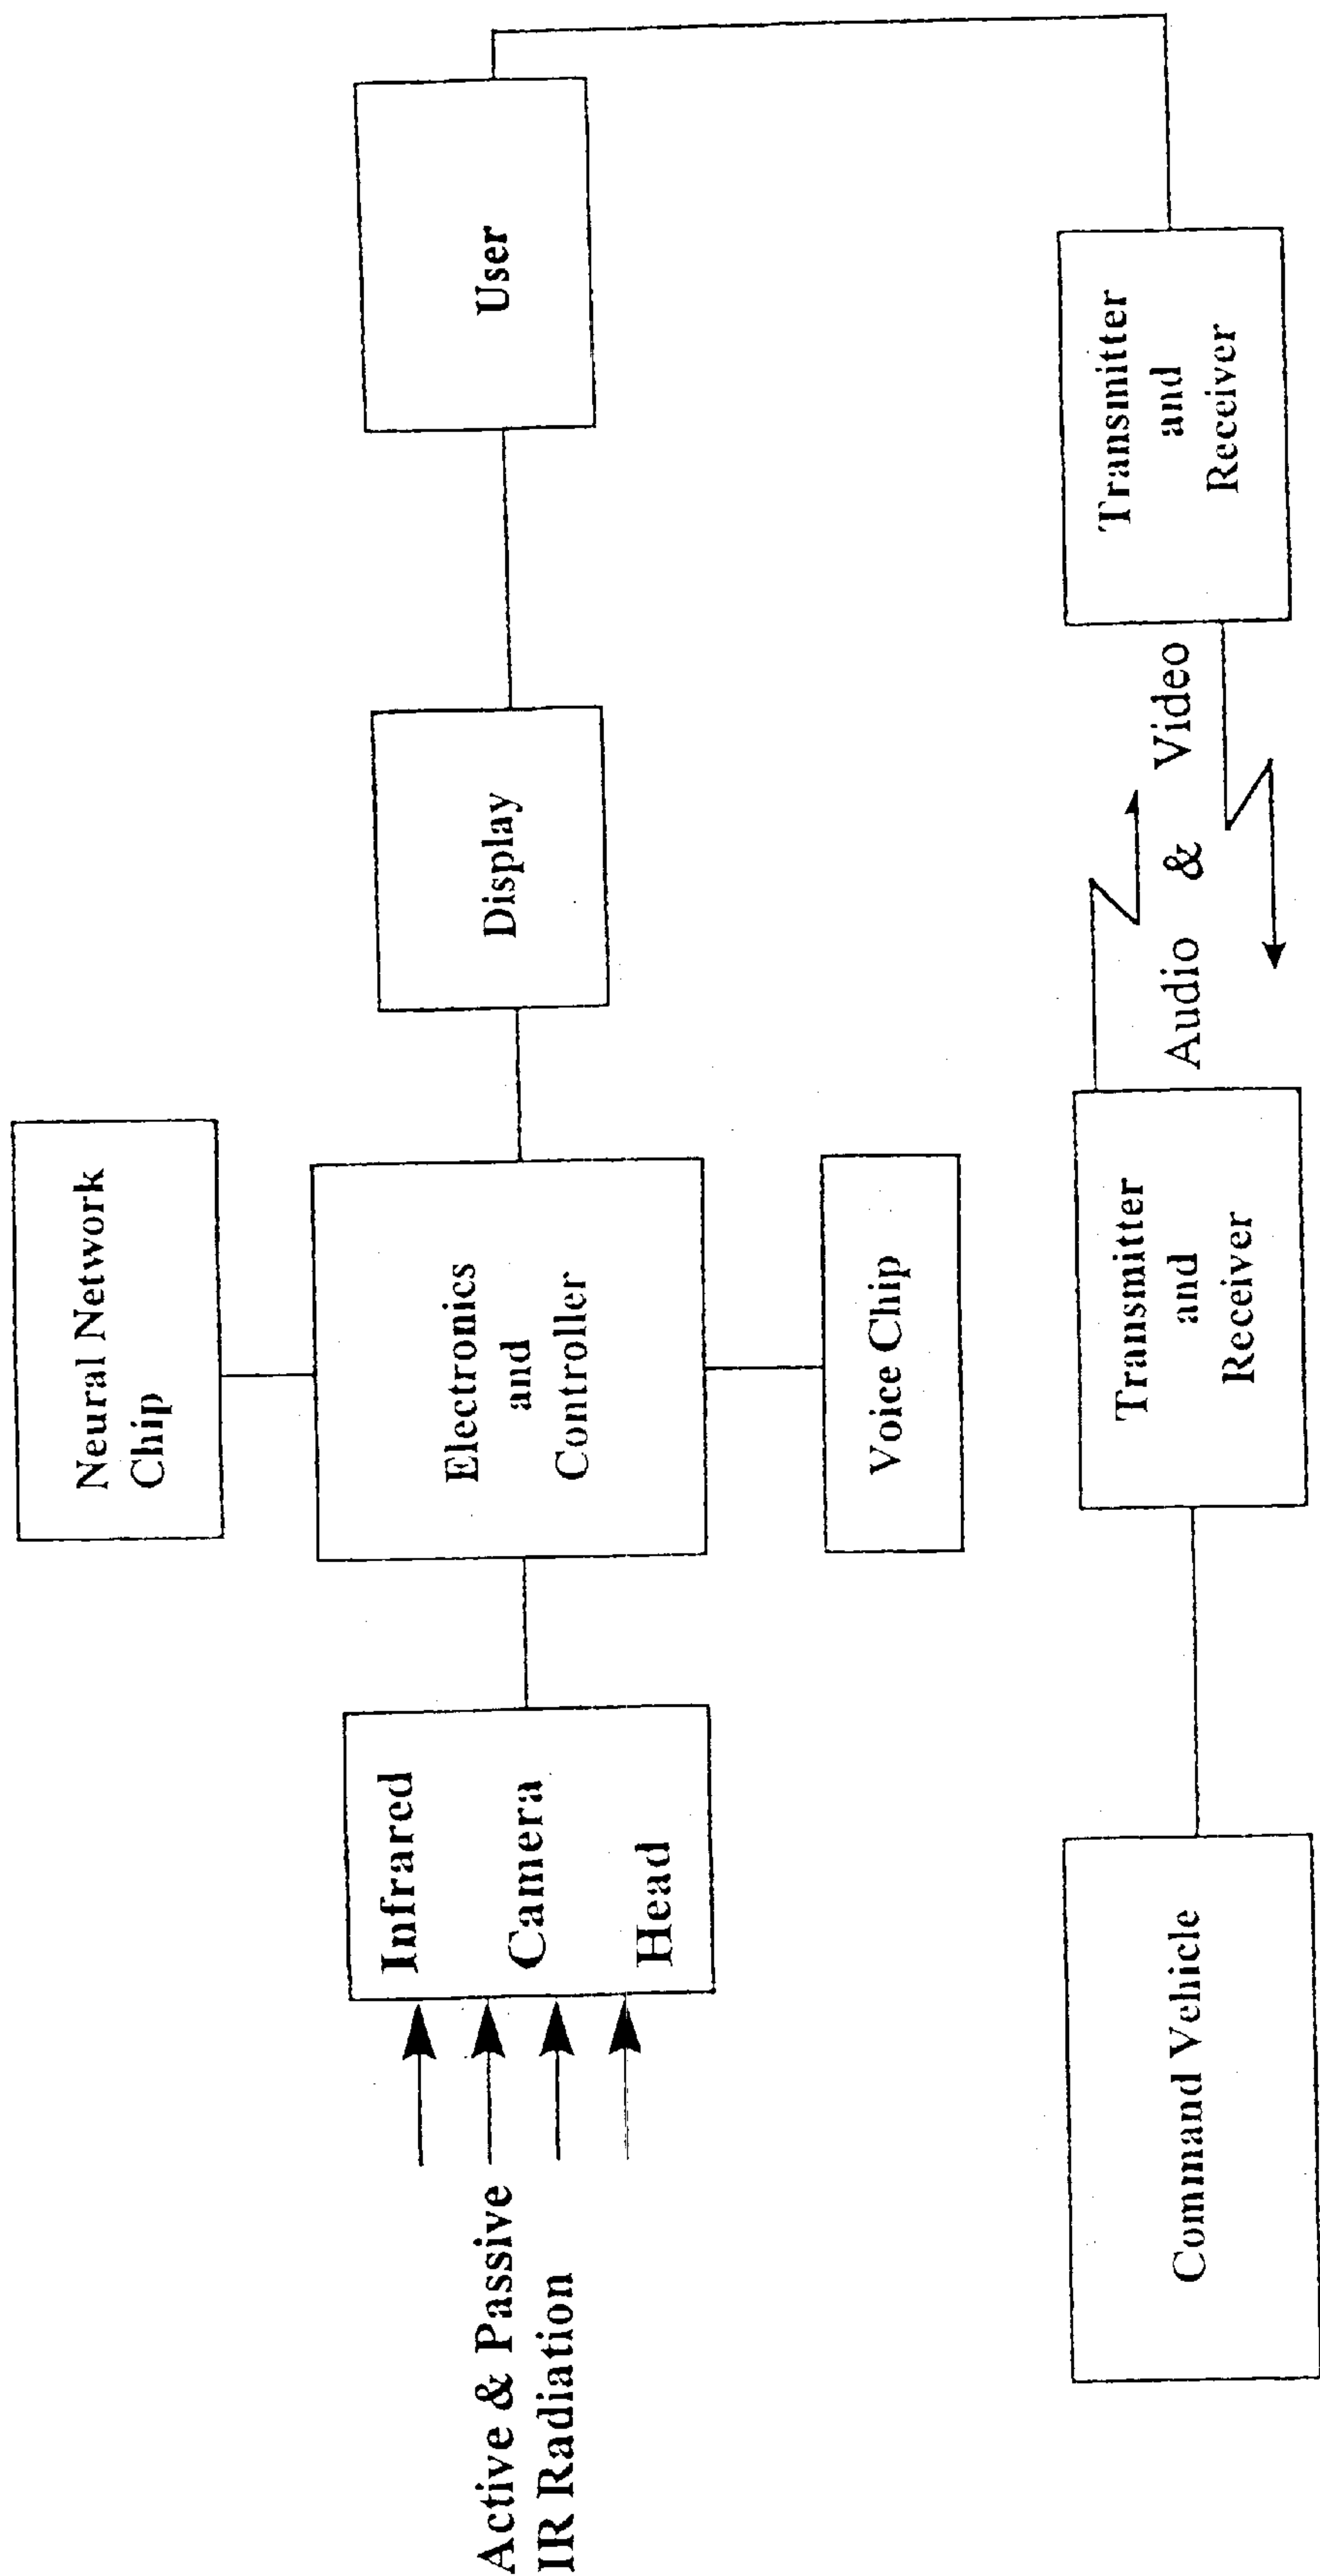 Neural Network
Chip
Active & Passive
IR Radiation
Infrared
Camera
Head
Electronics
and
Controller
Display
User
Voice Chip
Command Vehicle
Transmitter
and
Receiver
Audio & Video
Transmitter
and
Receiver